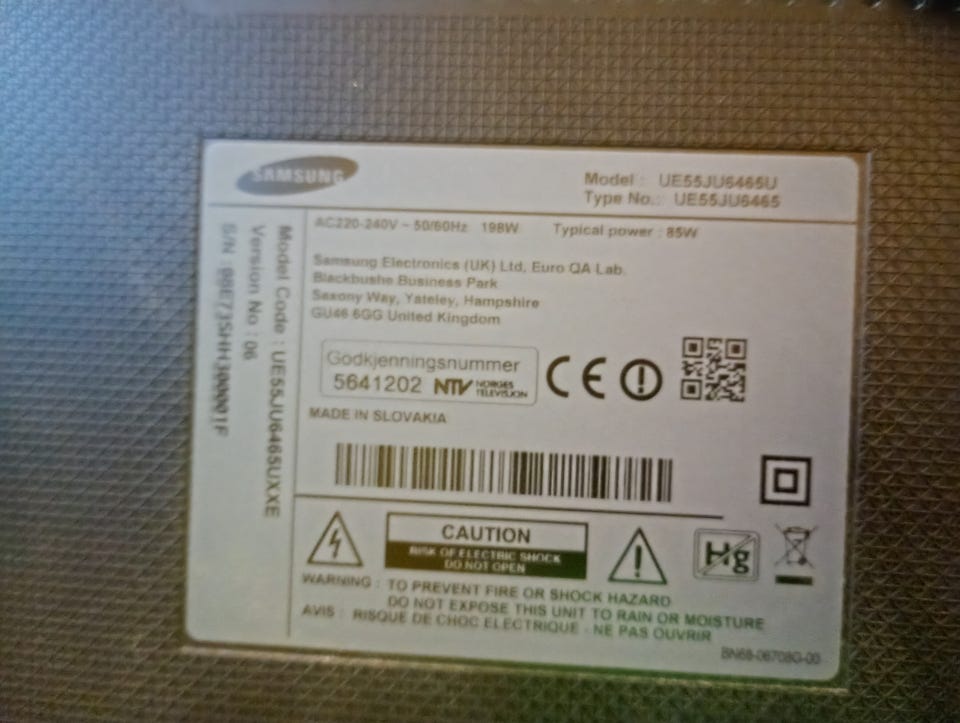 SAMSUNG
Model : UE55JU6465U
Type No.: UE55JU6465
AC220-240V ~ 50/60Hz 198W Typical power : 85W
Samsung Electronics (UK) Ltd, Euro QA Lab.
Blackbushe Business Park
Saxony Way, Yateley, Hampshire
GU46 6GG United Kingdom
Godkjenningsnummer
5641202 NTV NORGES
TELEVISJON
CE
MADE IN SLOVAKIA
Model Code : UE55JU6465UXXE
Version No : 06
S/N :
CAUTION
RISK OF ELECTRIC SHOCK
DO NOT OPEN
Hg
WARNING : TO PREVENT FIRE OR SHOCK HAZARD
DO NOT EXPOSE THIS UNIT TO RAIN OR MOISTURE
AVIS : RISQUE DE CHOC ELECTRIQUE - NE PAS OUVRIR
BN68-06708G-00